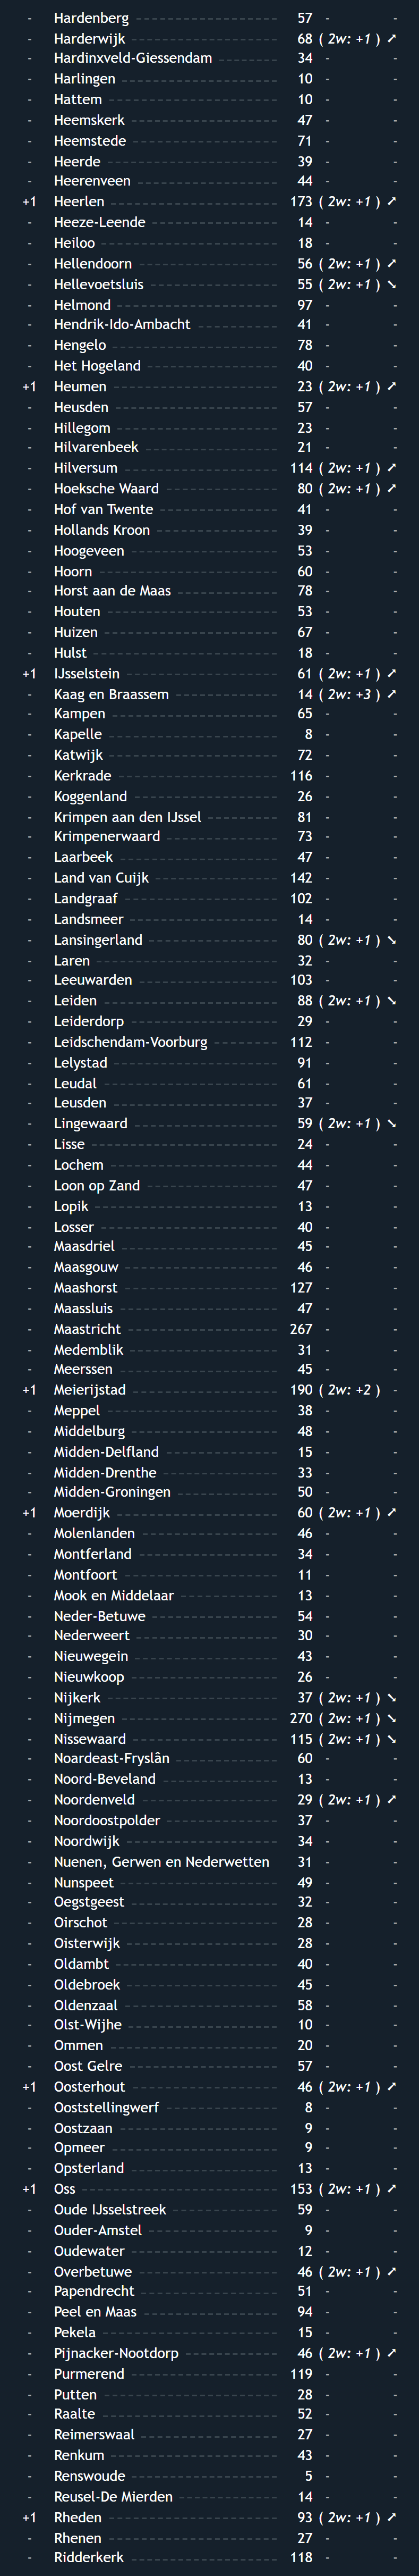 - Hardenberg 57 - -
- Harderwijk 68 ( 2w: +1 ) ➚
- Hardinxveld-Giessendam 34 - -
- Harlingen 10 - -
- Hattem 10 - -
- Heemskerk 47 - -
- Heemstede 71 - -
- Heerde 39 - -
- Heerenveen 44 - -
+1 Heerlen 173 ( 2w: +1 ) ➚
- Heeze-Leende 14 - -
- Heiloo 18 - -
- Hellendoorn 56 ( 2w: +1 ) ➚
- Hellevoetsluis 55 ( 2w: +1 ) ➘
- Helmond 97 - -
- Hendrik-Ido-Ambacht 41 - -
- Hengelo 78 - -
- Het Hogeland 40 - -
+1 Heumen 23 ( 2w: +1 ) ➚
- Heusden 57 - -
- Hillegom 23 - -
- Hilvarenbeek 21 - -
- Hilversum 114 ( 2w: +1 ) ➚
- Hoeksche Waard 80 ( 2w: +1 ) ➚
- Hof van Twente 41 - -
- Hollands Kroon 39 - -
- Hoogeveen 53 - -
- Hoorn 60 - -
- Horst aan de Maas 78 - -
- Houten 53 - -
- Huizen 67 - -
- Hulst 18 - -
+1 IJsselstein 61 ( 2w: +1 ) ➚
- Kaag en Braassem 14 ( 2w: +3 ) ➚
- Kampen 65 - -
- Kapelle 8 - -
- Katwijk 72 - -
- Kerkrade 116 - -
- Koggenland 26 - -
- Krimpen aan den IJssel 81 - -
- Krimpenerwaard 73 - -
- Laarbeek 47 - -
- Land van Cuijk 142 - -
- Landgraaf 102 - -
- Landsmeer 14 - -
- Lansingerland 80 ( 2w: +1 ) ➘
- Laren 32 - -
- Leeuwarden 103 - -
- Leiden 88 ( 2w: +1 ) ➘
- Leiderdorp 29 - -
- Leidschendam-Voorburg 112 - -
- Lelystad 91 - -
- Leudal 61 - -
- Leusden 37 - -
- Lingewaard 59 ( 2w: +1 ) ➘
- Lisse 24 - -
- Lochem 44 - -
- Loon op Zand 47 - -
- Lopik 13 - -
- Losser 40 - -
- Maasdriel 45 - -
- Maasgouw 46 - -
- Maashorst 127 - -
- Maassluis 47 - -
- Maastricht 267 - -
- Medemblik 31 - -
- Meerssen 45 - -
+1 Meierijstad 190 ( 2w: +2 ) -
- Meppel 38 - -
- Middelburg 48 - -
- Midden-Delfland 15 - -
- Midden-Drenthe 33 - -
- Midden-Groningen 50 - -
+1 Moerdijk 60 ( 2w: +1 ) ➚
- Molenlanden 46 - -
- Montferland 34 - -
- Montfoort 11 - -
- Mook en Middelaar 13 - -
- Neder-Betuwe 54 - -
- Nederweert 30 - -
- Nieuwegein 43 - -
- Nieuwkoop 26 - -
- Nijkerk 37 ( 2w: +1 ) ➘
- Nijmegen 270 ( 2w: +1 ) ➘
- Nissewaard 115 ( 2w: +1 ) ➘
- Noardeast-Fryslân 60 - -
- Noord-Beveland 13 - -
- Noordenveld 29 ( 2w: +1 ) ➚
- Noordoostpolder 37 - -
- Noordwijk 34 - -
- Nuenen, Gerwen en Nederwetten 31 - -
- Nunspeet 49 - -
- Oegstgeest 32 - -
- Oirschot 28 - -
- Oisterwijk 28 - -
- Oldambt 40 - -
- Oldebroek 45 - -
- Oldenzaal 58 - -
- Olst-Wijhe 10 - -
- Ommen 20 - -
- Oost Gelre 57 - -
+1 Oosterhout 46 ( 2w: +1 ) ➚
- Ooststellingwerf 8 - -
- Oostzaan 9 - -
- Opmeer 9 - -
- Opsterland 13 - -
+1 Oss 153 ( 2w: +1 ) ➚
- Oude IJsselstreek 59 - -
- Ouder-Amstel 9 - -
- Oudewater 12 - -
- Overbetuwe 46 ( 2w: +1 ) ➚
- Papendrecht 51 - -
- Peel en Maas 94 - -
- Pekela 15 - -
- Pijnacker-Nootdorp 46 ( 2w: +1 ) ➚
- Purmerend 119 - -
- Putten 28 - -
- Raalte 52 - -
- Reimerswaal 27 - -
- Renkum 43 - -
- Renswoude 5 - -
- Reusel-De Mierden 14 - -
+1 Rheden 93 ( 2w: +1 ) ➚
- Rhenen 27 - -
- Ridderkerk 118 - -